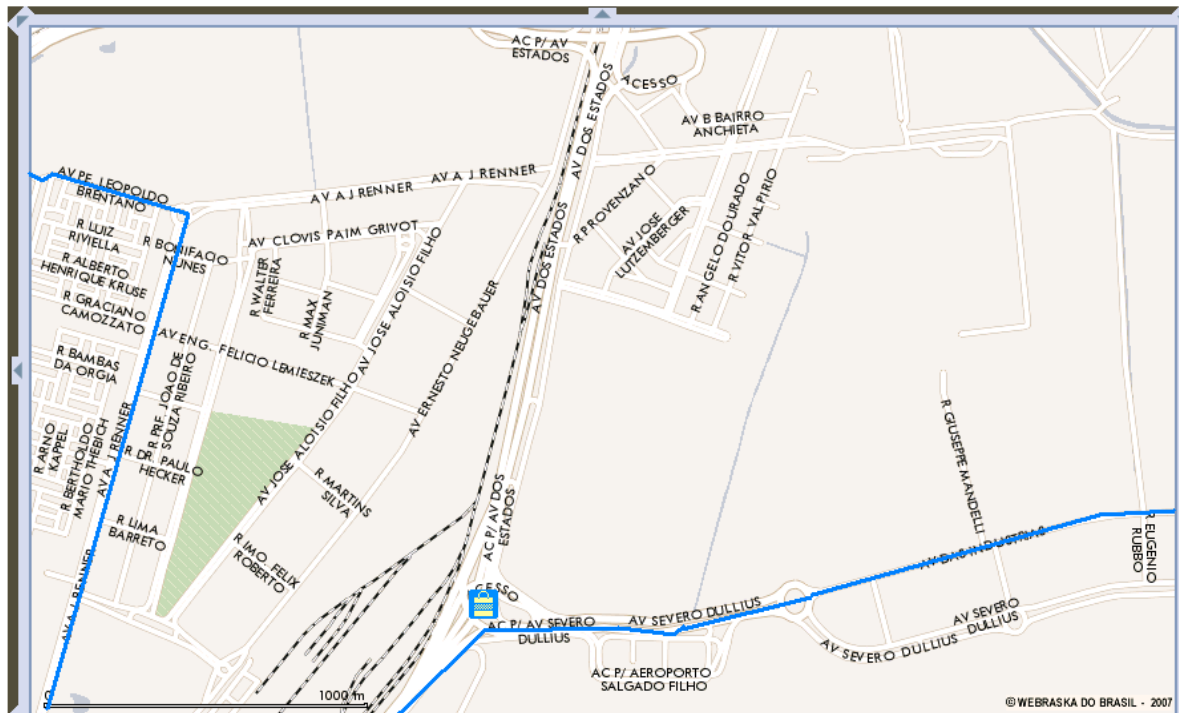 AC P/ AV
ESTADOS
ACESSO
AV DOS ESTADOS
AV B BAIRRO
ANCHIETA
AV PE. LEOPOLDO
BRENTANO
AV A J RENNER
AV A J RENNER
R PROVENZANO
R LUIZ
RIVIELLA
R BONIFACIO
NUNES
AV CLOVIS PAIM GRIVOT
AV JOSE
LUTZEMBERGER
R ANGELO DOURADO
R VITOR VALPIRIO
R ALBERTO
HENRIQUE KRUSE
R WALTER
FERREIRA
R MAX
JUNIMAN
AV JOSE ALOISIO FILHO
AV DOS ESTADOS
R GRACIANO
CAMOZZATO
AV ERNESTO NEUGEBAUER
AV ENG. FELICIO LEMIESZEK
R BAMBAS
DA ORGIA
R PRF. JOAO DE
SOUZA RIBEIRO
AV JOSE ALOISIO FILHO
R ARNO
KAPPEL
R BERTHOLDO
MARIO THEBICH
AV A J RENNER
R DR. PAULO
HECKER
R GIUSEPPE MANDELLI
R MARTINS
SILVA
AC P/ AV DOS
ESTADOS
R LIMA
BARRETO
R IMO. FELIX
ROBERTO
AV DAS INDUSTRIAS
R EUGENIO
RUBBO
AV A J RENNER
CESSO
AC P/ AV SEVERO
DULLIUS
AV SEVERO DULLIUS
AV SEVERO DULLIUS
AV SEVERO
DULLIUS
AC P/ AEROPORTO
SALGADO FILHO
0
1000 m
© WEBRASKA DO BRASIL - 2007